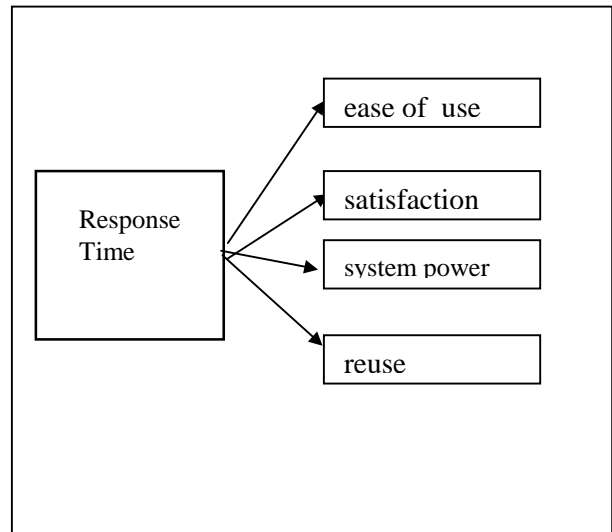 ease of use
Response
Time
satisfaction
system power
reuse